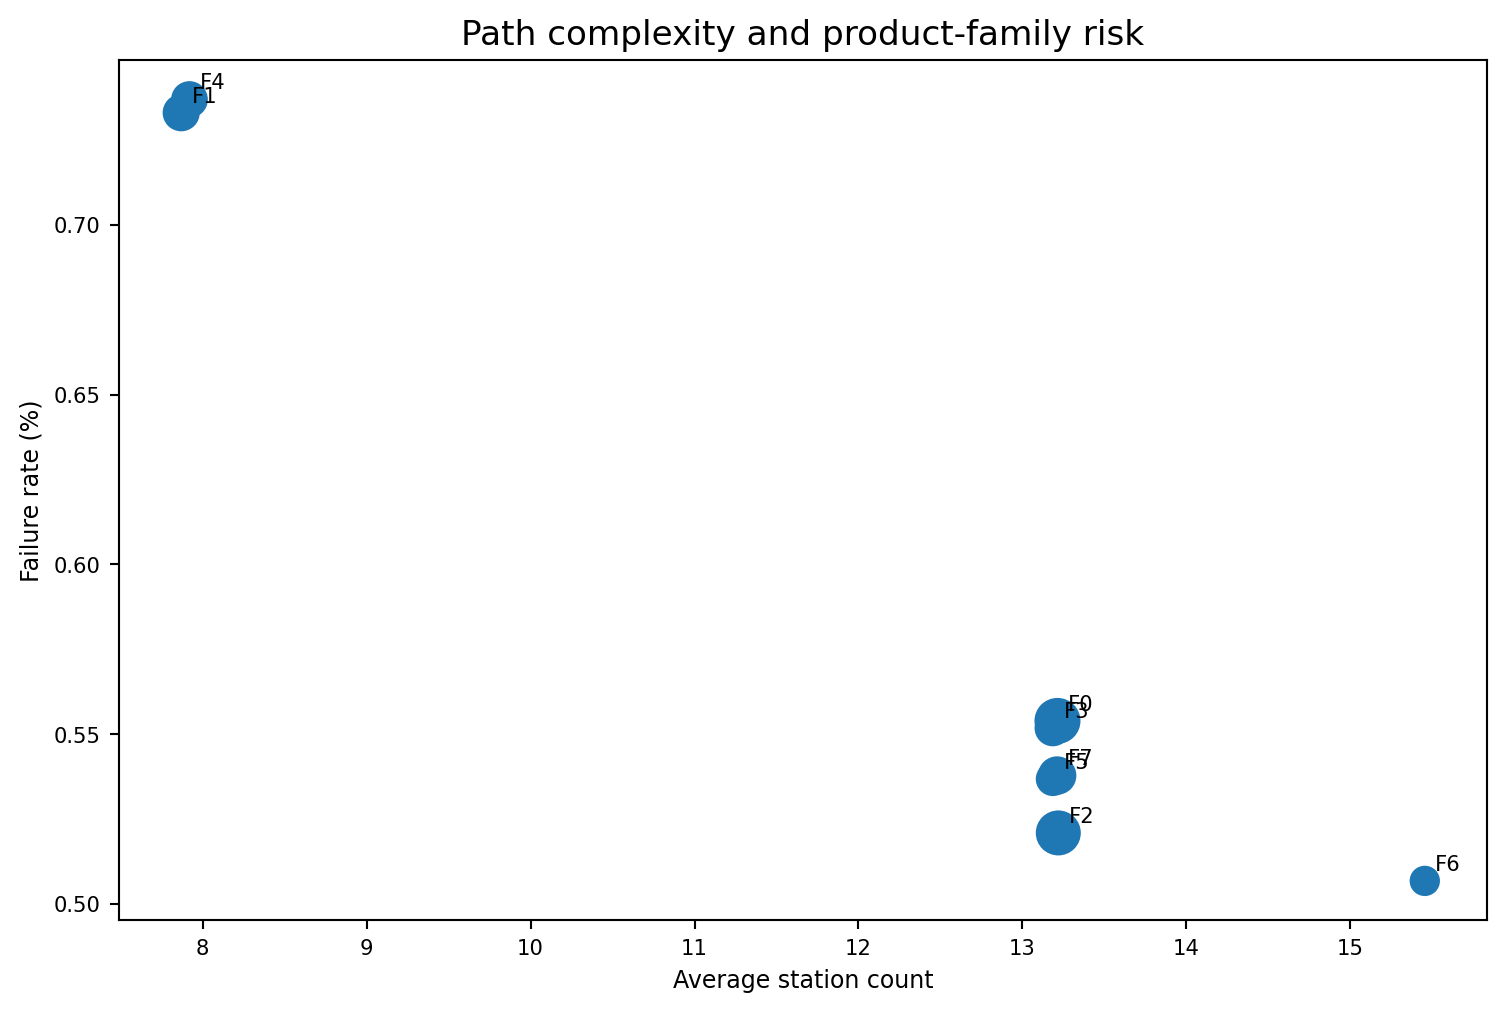 Path complexity and product-family risk
F4
F1
0.70
0.65
0.60
0.55
0.50
Failure rate (%)
F0
F3
F7
F5
F2
F6
8
9
10
11
12
13
14
15
Average station count